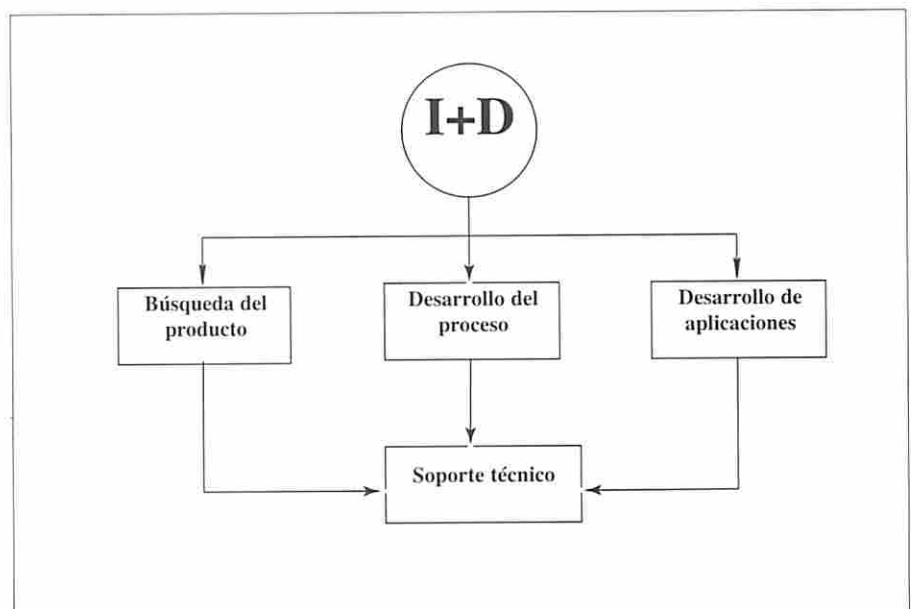 I+D
Búsqueda del
producto
Desarrollo del
proceso
Desarrollo de
aplicaciones
Soporte técnico